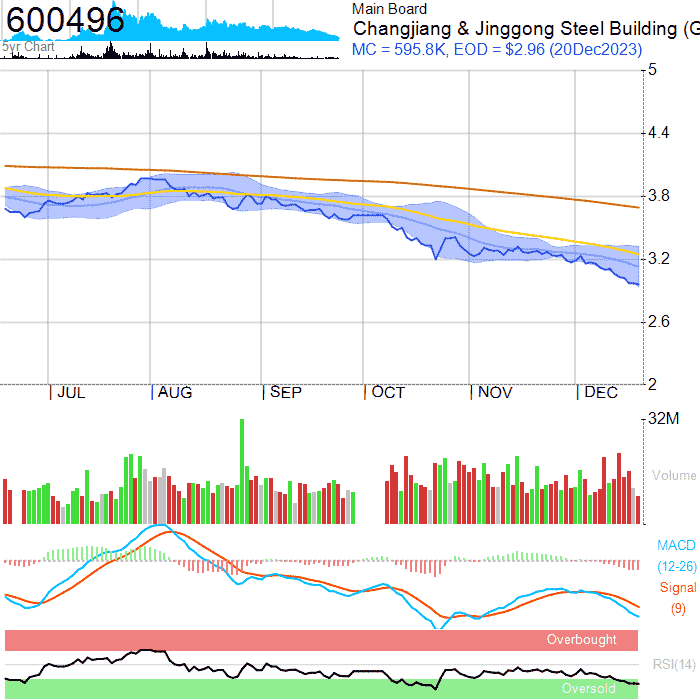 600496
5yr Chart
Main Board
Changjiang & Jinggong Steel Building (G
MC = 595.8K, EOD = $2.96 (20Dec2023)
5
4.4
3.8
3.2
2.6
2
JUL
AUG
SEP
OCT
NOV
DEC
32M
Volume
MACD
(12-26)
Signal
(9)
Overbought
RSI(14)
Oversold